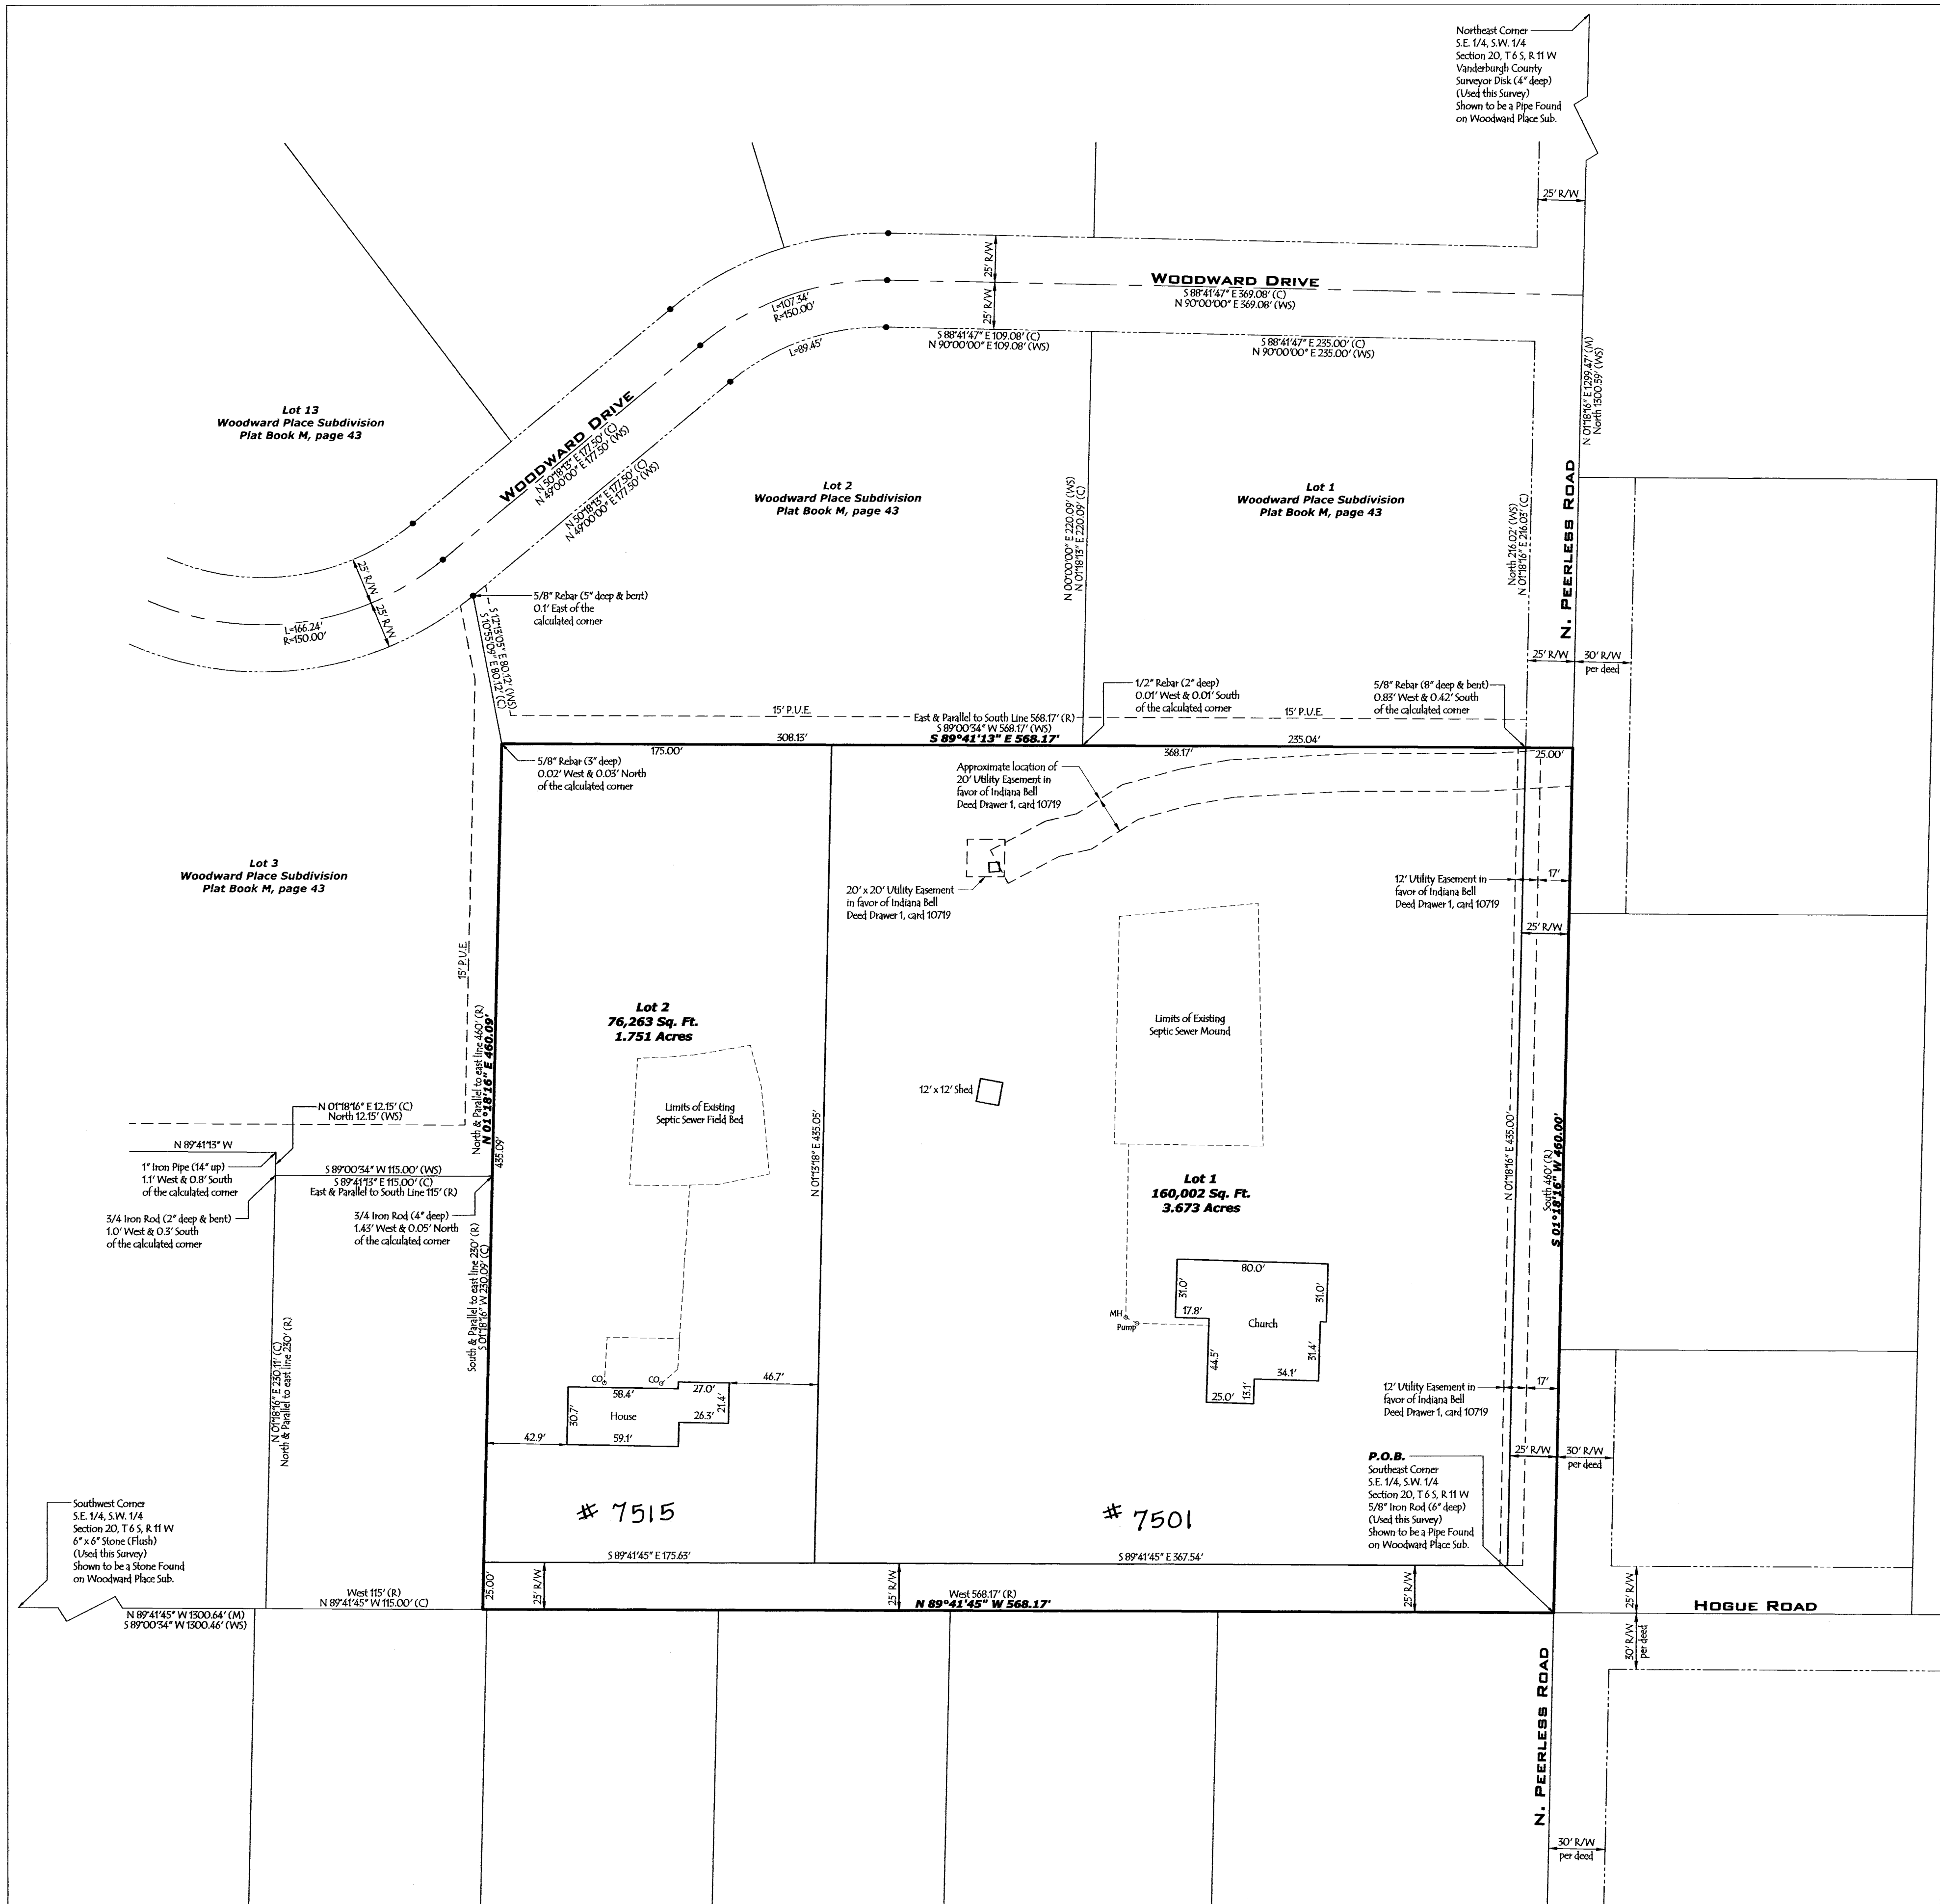 Northeast Corner
S.E. 1/4, S.W. 1/4
Section 20, T 6 S, R 11 W
Vanderburgh County
Surveyor Disk (4" deep)
(Used this Survey)
Shown to be a Pipe Found
on Woodward Place Sub.
25' R/W
25' R/W
25' R/W
WOODWARD DRIVE
S 88°41'47" E 369.08' (C)
N 90°00'00" E 369.08' (WS)
L=107.34'
R=150.00'
L=89.45'
S 88°41'47" E 109.08' (C)
N 90°00'00" E 109.08' (WS)
S 88°41'47" E 235.00' (C)
N 90°00'00" E 235.00' (WS)
N 01°18'16" E 1299.47' (M)
North 1300.59' (WS)
Lot 13
Woodward Place Subdivision
Plat Book M, page 43
WOODWARD DRIVE
N 50°18'13" E 177.50' (C)
N 49°00'00" E 177.50' (WS)
N 50°18'13" E 177.50' (C)
N 49°00'00" E 177.50' (WS)
Lot 2
Woodward Place Subdivision
Plat Book M, page 43
N 00°00'00" E 220.09' (WS)
N 01°18'13" E 220.09' (C)
Lot 1
Woodward Place Subdivision
Plat Book M, page 43
North 216.02' (WS)
N 01°18'16" E 216.03' (C)
N. PEERLESS ROAD
25' R/W
25' R/W
L=166.24'
R=150.00'
5/8" Rebar (5" deep & bent)
0.1' East of the
calculated corner
S 12°13'05" E 80.12' (WS)
S 10°55'09" E 80.12' (C)
25' R/W
30' R/W
per deed
1/2" Rebar (2" deep)
0.01' West & 0.01' South
of the calculated corner
5/8" Rebar (8" deep & bent)
0.83' West & 0.42' South
of the calculated corner
15' P.U.E.
15' P.U.E.
East & Parallel to South Line 568.17' (R)
S 89°00'34" W 568.17' (WS)
S 89°41'13" E 568.17'
308.13'
235.04'
175.00'
368.17'
25.00'
5/8" Rebar (3" deep)
0.02' West & 0.03' North
of the calculated corner
Approximate location of
20' Utility Easement in
favor of Indiana Bell
Deed Drawer 1, card 10719
Lot 3
Woodward Place Subdivision
Plat Book M, page 43
20' x 20' Utility Easement
in favor of Indiana Bell
Deed Drawer 1, card 10719
12' Utility Easement in
favor of Indiana Bell
Deed Drawer 1, card 10719
17'
25' R/W
15' P.U.E.
Lot 2
76,263 Sq. Ft.
1.751 Acres
Limits of Existing
Septic Sewer Mound
North & Parallel to east line 460' (R)
N 01°18'16" E 460.09'
435.09'
12' x 12' Shed
Limits of Existing
Septic Sewer Field Bed
N 01°13'18" E 435.05'
N 01°18'16" E 435.00'
South 460' (R)
S 01°18'16" W 460.00'
N 01°18'16" E 12.15' (C)
North 12.15' (WS)
N 89°41'13" W
1" Iron Pipe (14" up)
1.1' West & 0.8' South
of the calculated corner
S 89°00'34" W 115.00' (WS)
S 89°41'13" E 115.00' (C)
East & Parallel to South Line 115' (R)
3/4 Iron Rod (2" deep & bent)
1.0' West & 0.3' South
of the calculated corner
3/4 Iron Rod (4" deep)
1.43' West & 0.05' North
of the calculated corner
Lot 1
160,002 Sq. Ft.
3.673 Acres
South & Parallel to east line 230' (R)
S 01°18'16" W 230.09' (C)
80.0'
31.0'
31.0'
17.8'
MH
Pump
Church
44.5'
31.4'
34.1'
25.0'
13.1'
N 01°18'16" E 230.11' (C)
North & Parallel to east line 230' (R)
CO
CO
46.7'
58.4'
27.0'
21.4'
30.7'
House
26.3'
42.9'
59.1'
12' Utility Easement in
favor of Indiana Bell
Deed Drawer 1, card 10719
17'
25' R/W
30' R/W
per deed
P.O.B.
Southeast Corner
S.E. 1/4, S.W. 1/4
Section 20, T 6 S, R 11 W
5/8" Iron Rod (6" deep)
(Used this Survey)
Shown to be a Pipe Found
on Woodward Place Sub.
Southwest Corner
S.E. 1/4, S.W. 1/4
Section 20, T 6 S, R 11 W
6" x 6" Stone (Flush)
(Used this Survey)
Shown to be a Stone Found
on Woodward Place Sub.
# 7515
# 7501
S 89°41'45" E 175.63'
S 89°41'45" E 367.54'
25.00'
25' R/W
25' R/W
25' R/W
25' R/W
West 115' (R)
N 89°41'45" W 115.00' (C)
West 568.17' (R)
N 89°41'45" W 568.17'
N 89°41'45" W 1300.64' (M)
S 89°00'34" W 1300.46' (WS)
HOGUE ROAD
30' R/W
per deed
N. PEERLESS ROAD
30' R/W
per deed